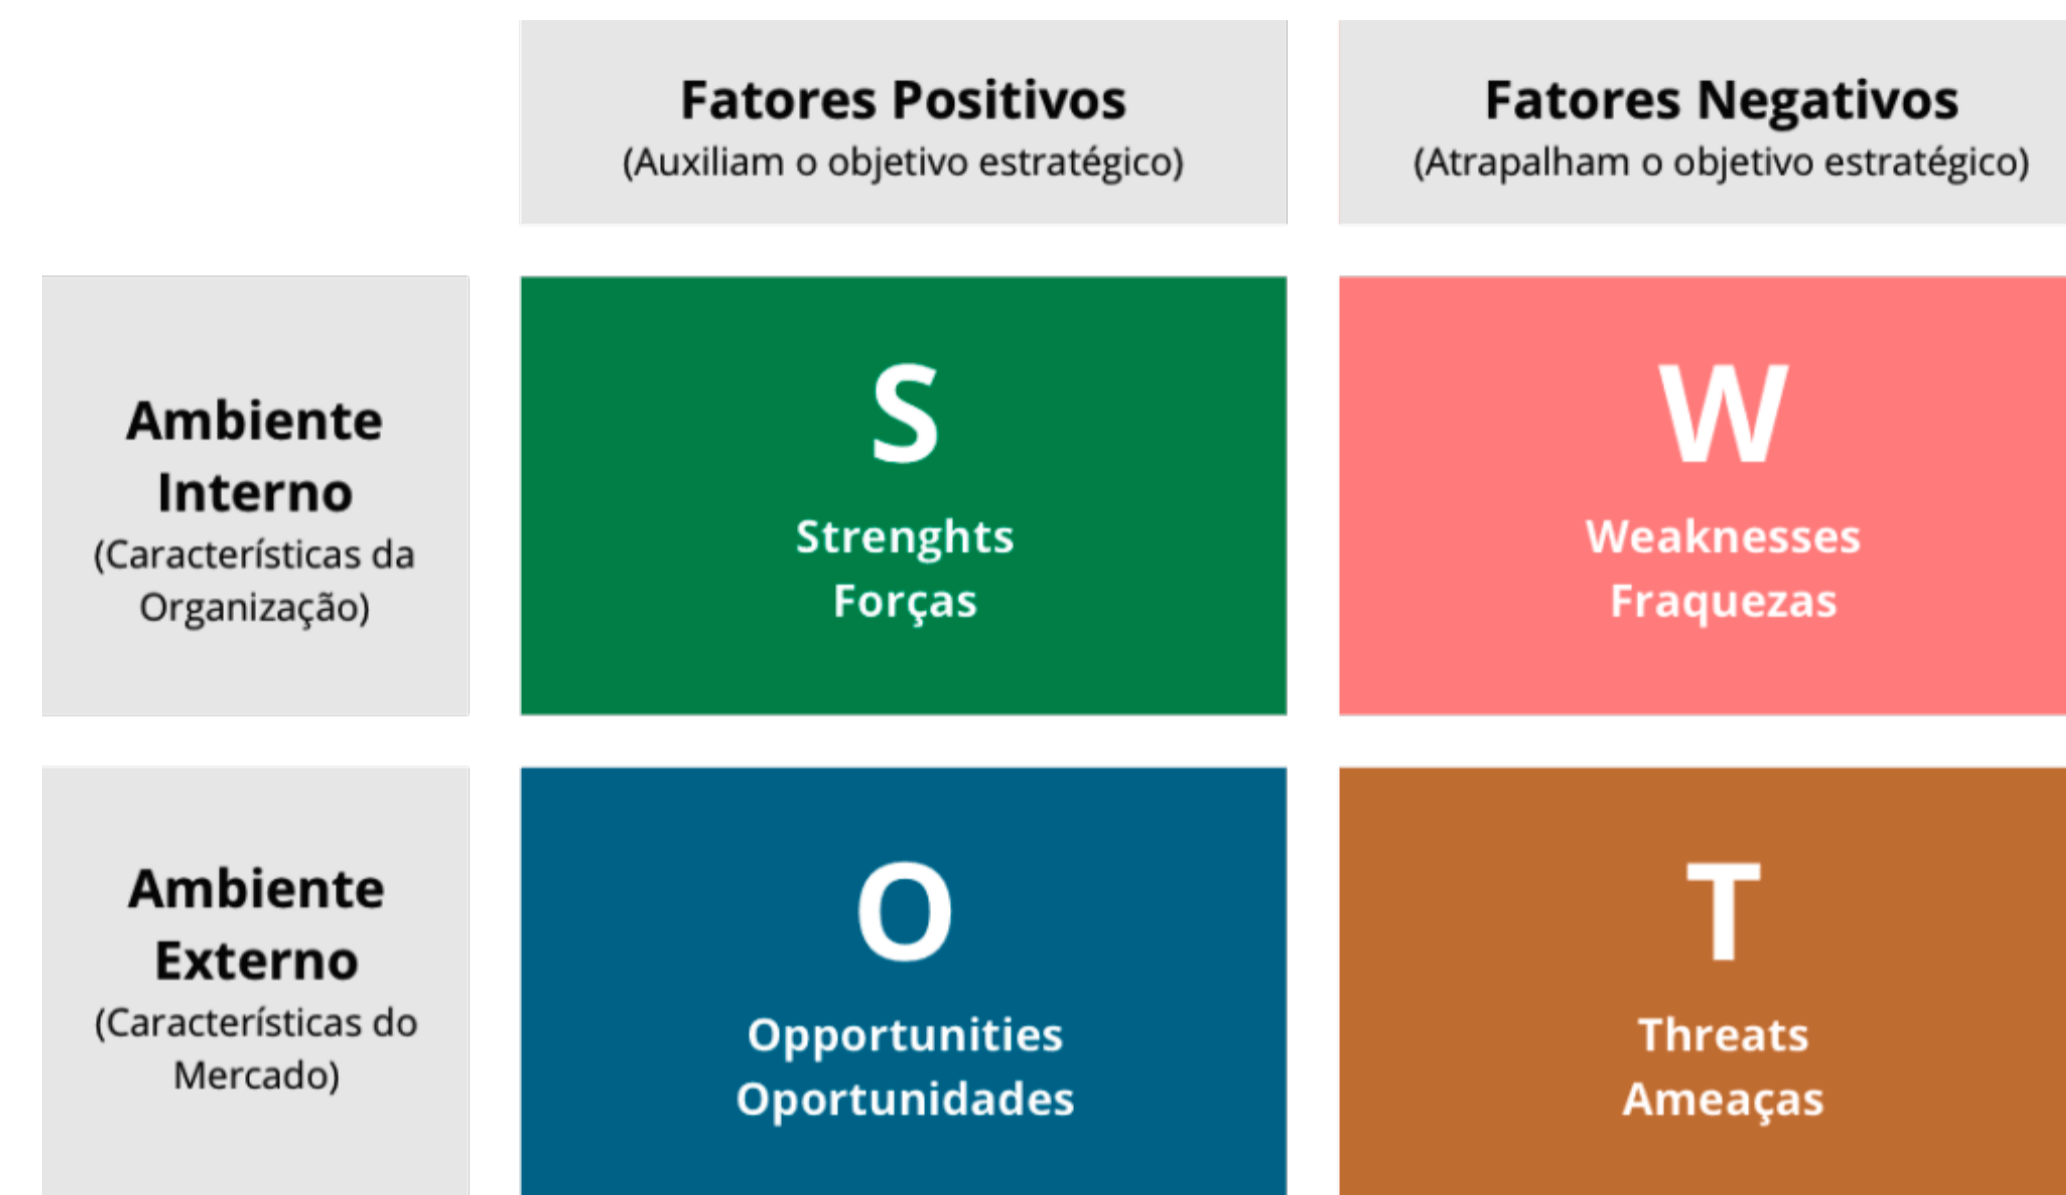 Fatores Positivos
(Auxiliam o objetivo estratégico)
Fatores Negativos
(Atrapalham o objetivo estratégico)
Ambiente
Interno
(Características da
Organização)
S
Strenghts
Forças
W
Weaknesses
Fraquezas
Ambiente
Externo
(Características do
Mercado)
O
Opportunities
Oportunidades
T
Threats
Ameaças